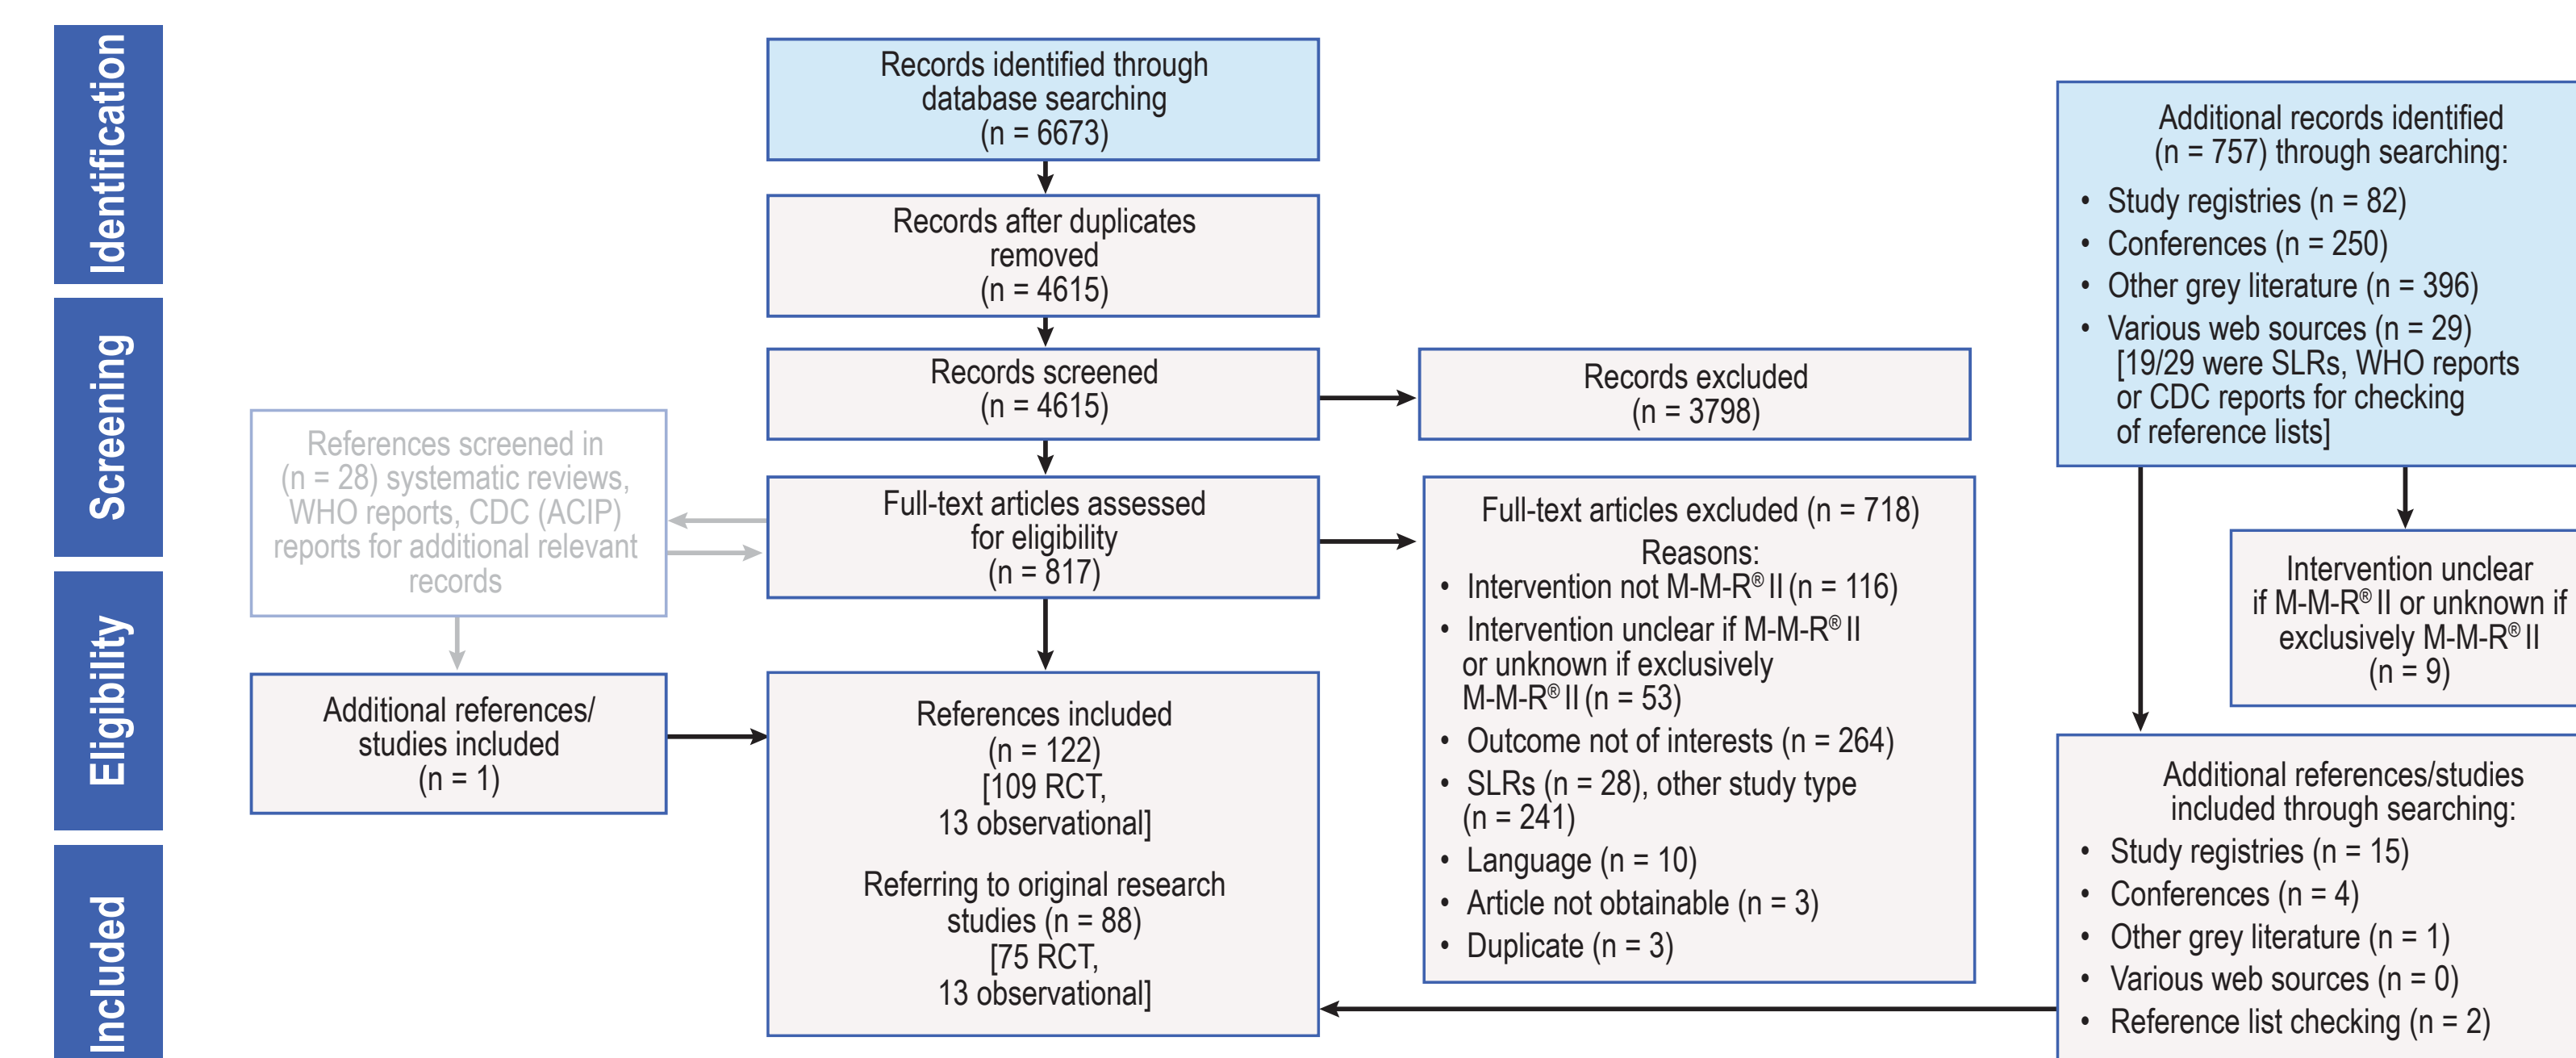 Identification
Screening
Eligibility
Included
Records identified through
database searching
(n = 6673)
Records after duplicates
removed
(n = 4615)
Records screened
(n = 4615)
Records excluded
(n = 3798)
References screened in
(n = 28) systematic reviews,
WHO reports, CDC (ACIP)
reports for additional relevant
records
Full-text articles assessed
for eligibility
(n = 817)
Full-text articles excluded (n = 718)
Reasons:
• Intervention not M-M-R® II (n = 116)
• Intervention unclear if M-M-R® II
or unknown if exclusively
M-M-R® II (n = 53)
• Outcome not of interests (n = 264)
• SLRs (n = 28), other study type
(n = 241)
• Language (n = 10)
• Article not obtainable (n = 3)
• Duplicate (n = 3)
Additional references/
studies included
(n = 1)
References included
(n = 122)
[109 RCT,
13 observational]
Referring to original research
studies (n = 88)
[75 RCT,
13 observational]
Additional records identified
(n = 757) through searching:
• Study registries (n = 82)
• Conferences (n = 250)
• Other grey literature (n = 396)
• Various web sources (n = 29)
[19/29 were SLRs, WHO reports
or CDC reports for checking
of reference lists]
Intervention unclear
if M-M-R® II or unknown if
exclusively M-M-R® II
(n = 9)
Additional references/studies
included through searching:
• Study registries (n = 15)
• Conferences (n = 4)
• Other grey literature (n = 1)
• Various web sources (n = 0)
• Reference list checking (n = 2)